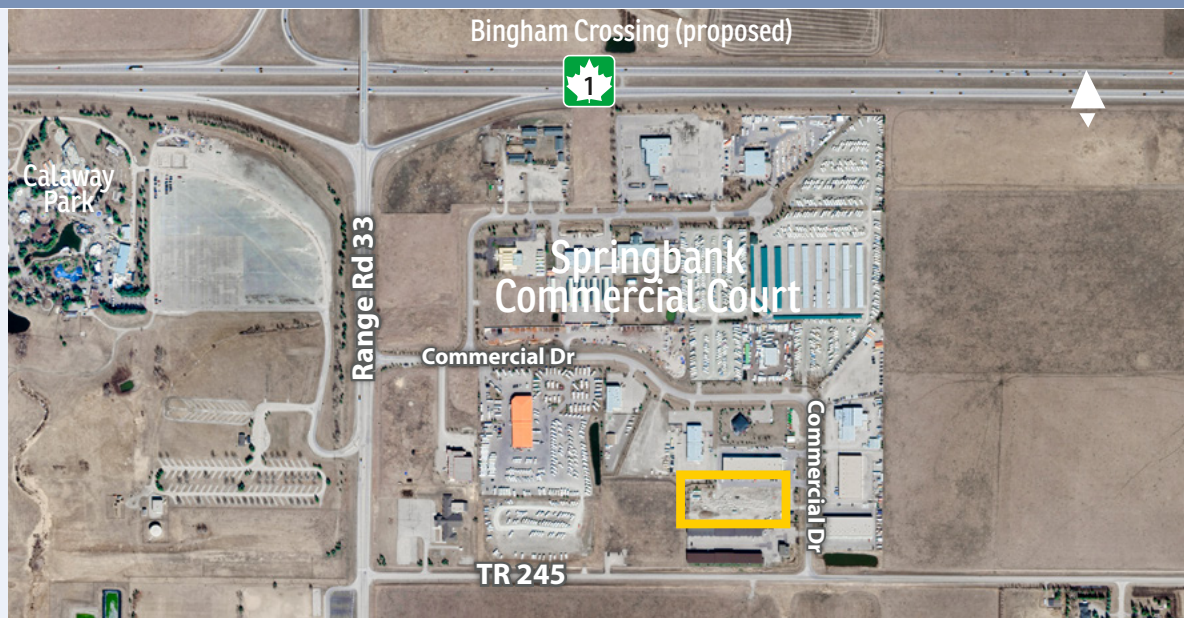 Bingham Crossing (proposed)
1
Calaway
Park
Range Rd 33
Springbank
Commercial Court
Commercial Dr
Commercial Dr
TR 245